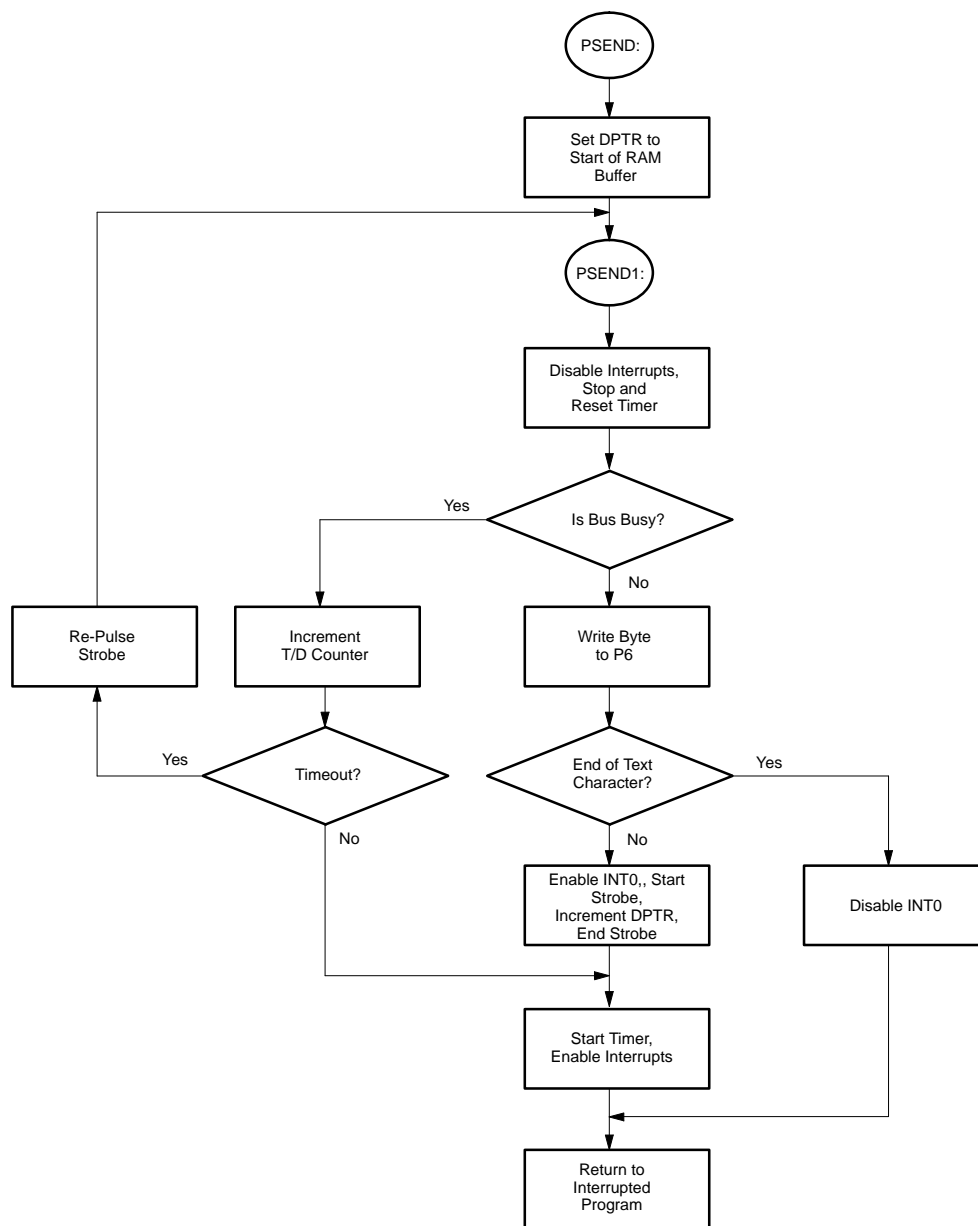 PSEND:
Set DPTR to
Start of RAM
Buffer
PSEND1:
Disable Interrupts,
Stop and
Reset Timer
Yes
Is Bus Busy?
No
Re-Pulse
Strobe
Increment
T/D Counter
Write Byte
to P6
Yes
Timeout?
No
End of Text
Character?
Yes
No
Enable INT0,, Start
Strobe,
Increment DPTR,
End Strobe
Disable INT0
Start Timer,
Enable Interrupts
Return to
Interrupted
Program